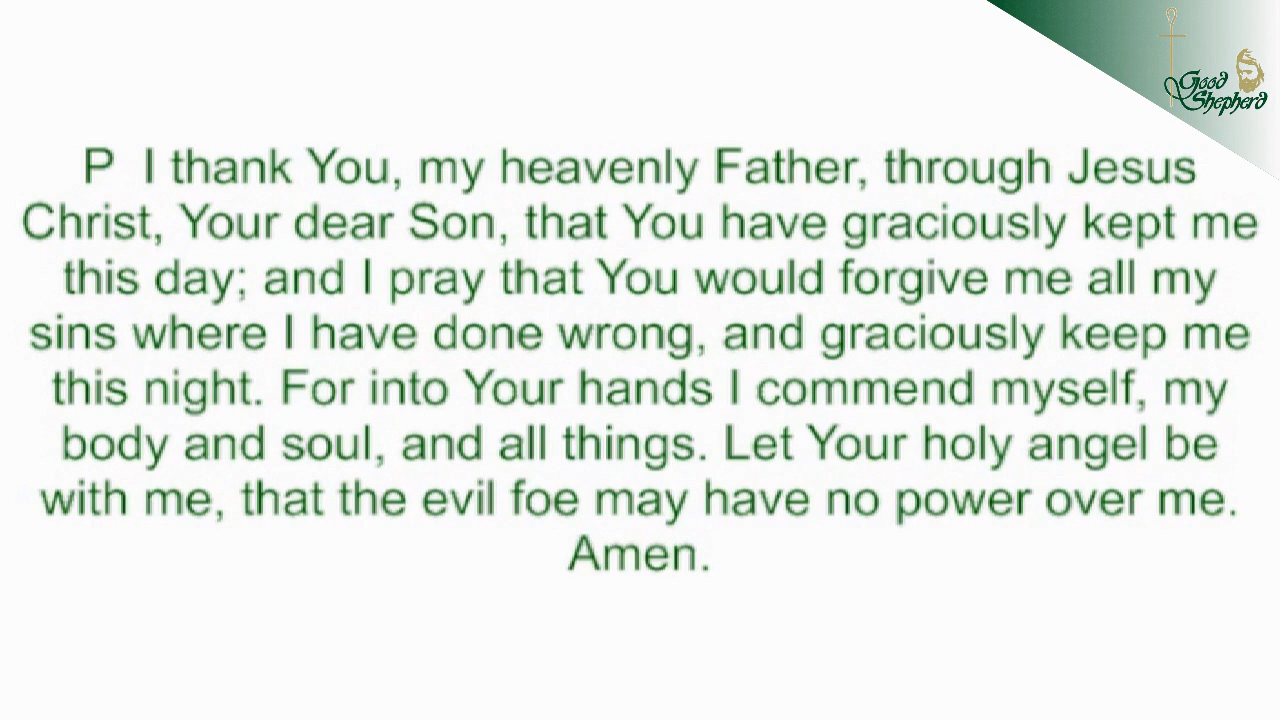 Good
Shepherd
P I thank You, my heavenly Father, through Jesus
Christ, Your dear Son, that You have graciously kept me
this day; and I pray that You would forgive me all my
sins where I have done wrong, and graciously keep me
this night. For into Your hands I commend myself, my
body and soul, and all things. Let Your holy angel be
with me, that the evil foe may have no power over me.
Amen.